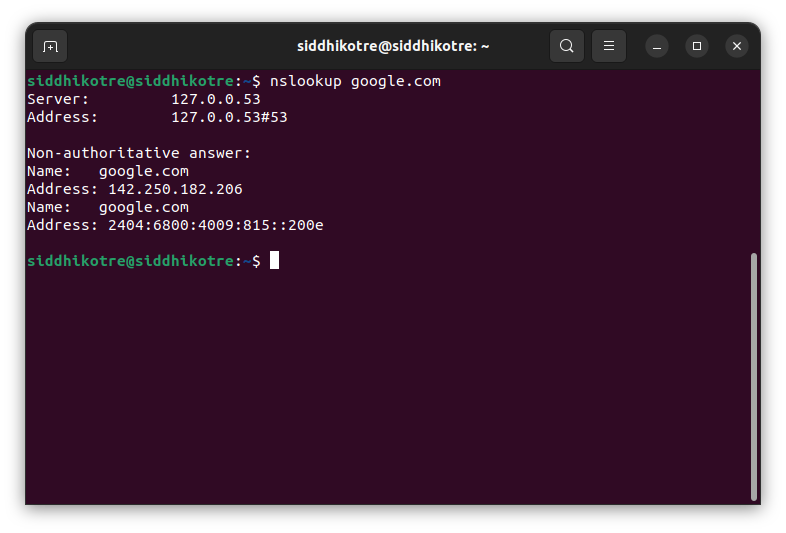 siddhikotre@siddhikotre: ~
siddhikotre@siddhikotre:~$ nslookup google.com
Server:         127.0.0.53
Address:        127.0.0.53#53
Non-authoritative answer:
Name:   google.com
Address: 142.250.182.206
Name:   google.com
Address: 2404:6800:4009:815::200e
siddhikotre@siddhikotre:~$